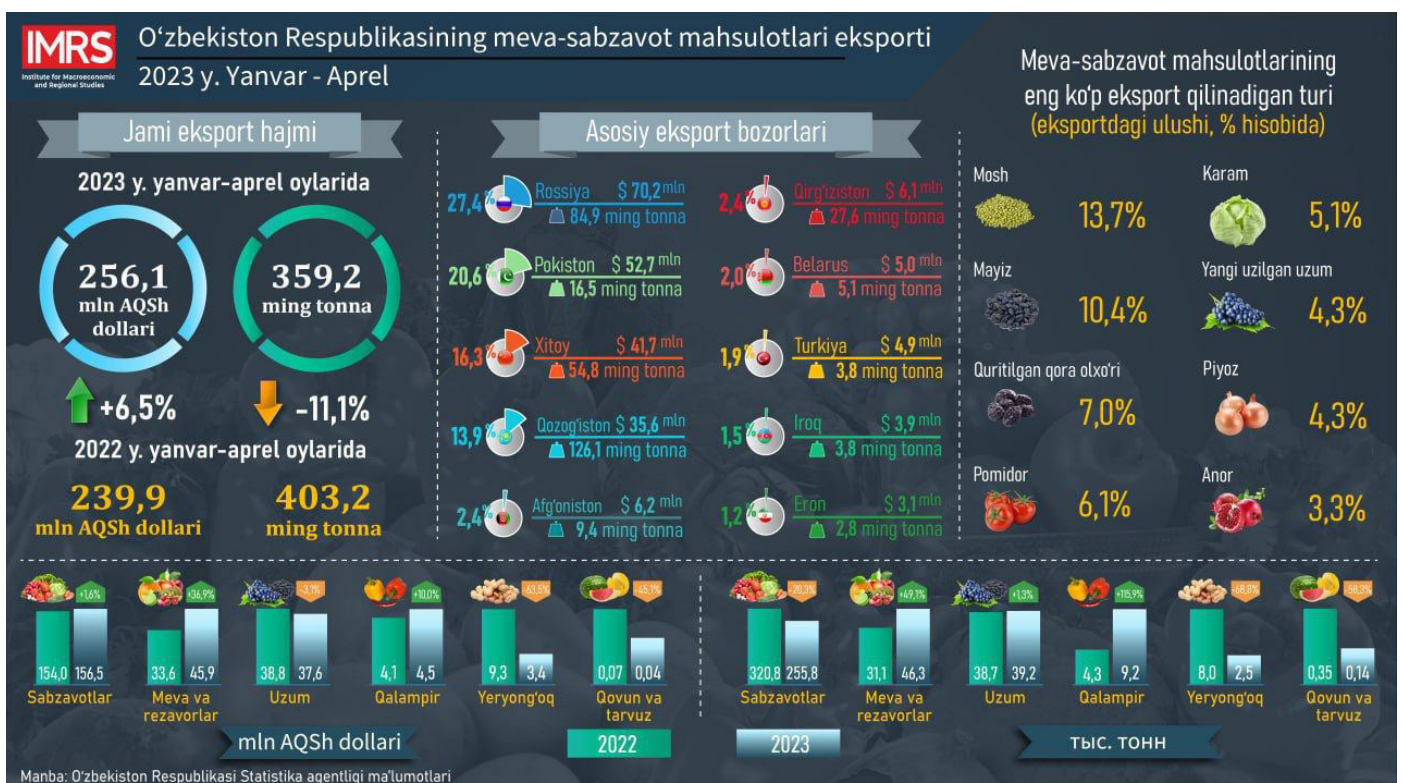 IMRS
Institute for Macroeconomic
and Regional Studies
O‘zbekiston Respublikasining meva-sabzavot mahsulotlari eksporti
2023 y. Yanvar - Aprel
Jami eksport hajmi
2023 y. yanvar-aprel oylarida
256,1
mln AQSh
dollari
359,2
ming tonna
+6,5%
-11,1%
2022 y. yanvar-aprel oylarida
239,9
mln AQSh dollari
403,2
ming tonna
Asosiy eksport bozorlari
27,4%
Rossiya $ 70,2 mln
84,9 ming tonna
20,6%
Pokiston $ 52,7 mln
16,5 ming tonna
16,3%
Xitoy $ 41,7 mln
54,8 ming tonna
13,9%
Qozog‘iston $ 35,6 mln
126,1 ming tonna
2,4%
Afg‘oniston $ 6,2 mln
9,4 ming tonna
2,4%
Qirg‘iziston $ 6,1 mln
27,6 ming tonna
2,0%
Belarus $ 5,0 mln
5,1 ming tonna
1,9%
Turkiya $ 4,9 mln
3,8 ming tonna
1,5%
Iroq $ 3,9 mln
3,8 ming tonna
1,2%
Eron $ 3,1 mln
2,8 ming tonna
Meva-sabzavot mahsulotlarining
eng ko‘p eksport qilinadigan turi
(eksportdagi ulushi, % hisobida)
Mosh
13,7%
Karam
5,1%
Mayiz
10,4%
Yangi uzilgan uzum
4,3%
Quritilgan qora olxo‘ri
7,0%
Piyoz
4,3%
Pomidor
6,1%
Anor
3,3%
+1,6%
154,0 156,5
Sabzavotlar
+36,9%
33,6 45,9
Meva va
rezavorlar
-3,1%
38,8 37,6
Uzum
+10,0%
4,1 4,5
Qalampir
-63,5%
9,3 3,4
Yeryong‘oq
-45,1%
0,07 0,04
Qovun va
tarvuz
-20,3%
320,8 255,8
Sabzavotlar
+49,1%
31,1 46,3
Meva va
rezavorlar
+1,3%
38,7 39,2
Uzum
+115,9%
4,3 9,2
Qalampir
-68,8%
8,0 2,5
Yeryong‘oq
-58,3%
0,35 0,14
Qovun va
tarvuz
mln AQSh dollari
2022
2023
тыс. тонн
Manba: O‘zbekiston Respublikasi Statistika agentligi ma'lumotlari